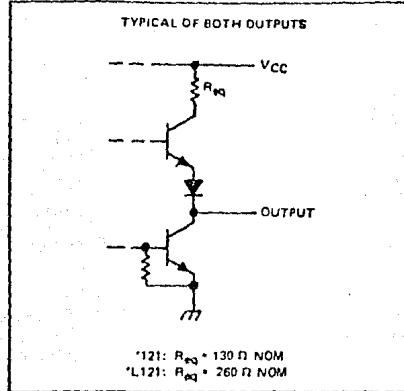 TYPICAL OF BOTH OUTPUTS
VCC
Req
OUTPUT
'121: Req = 130 Ω NOM
'L121: Req = 260 Ω NOM